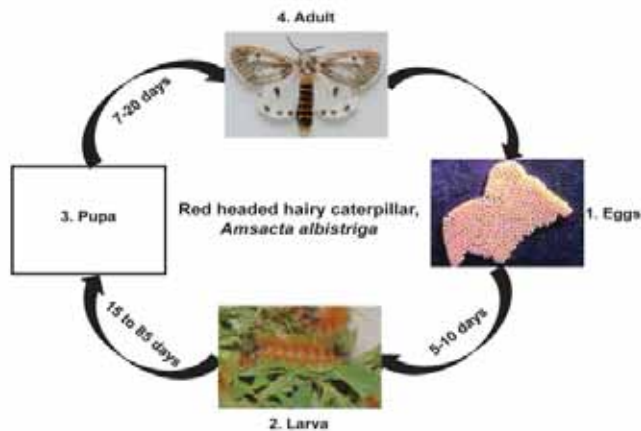 4. Adult
7-20 days
3. Pupa
Red headed hairy caterpillar,
Amsacta albistriga
1. Eggs
15 to 85 days
5-10 days
2. Larva